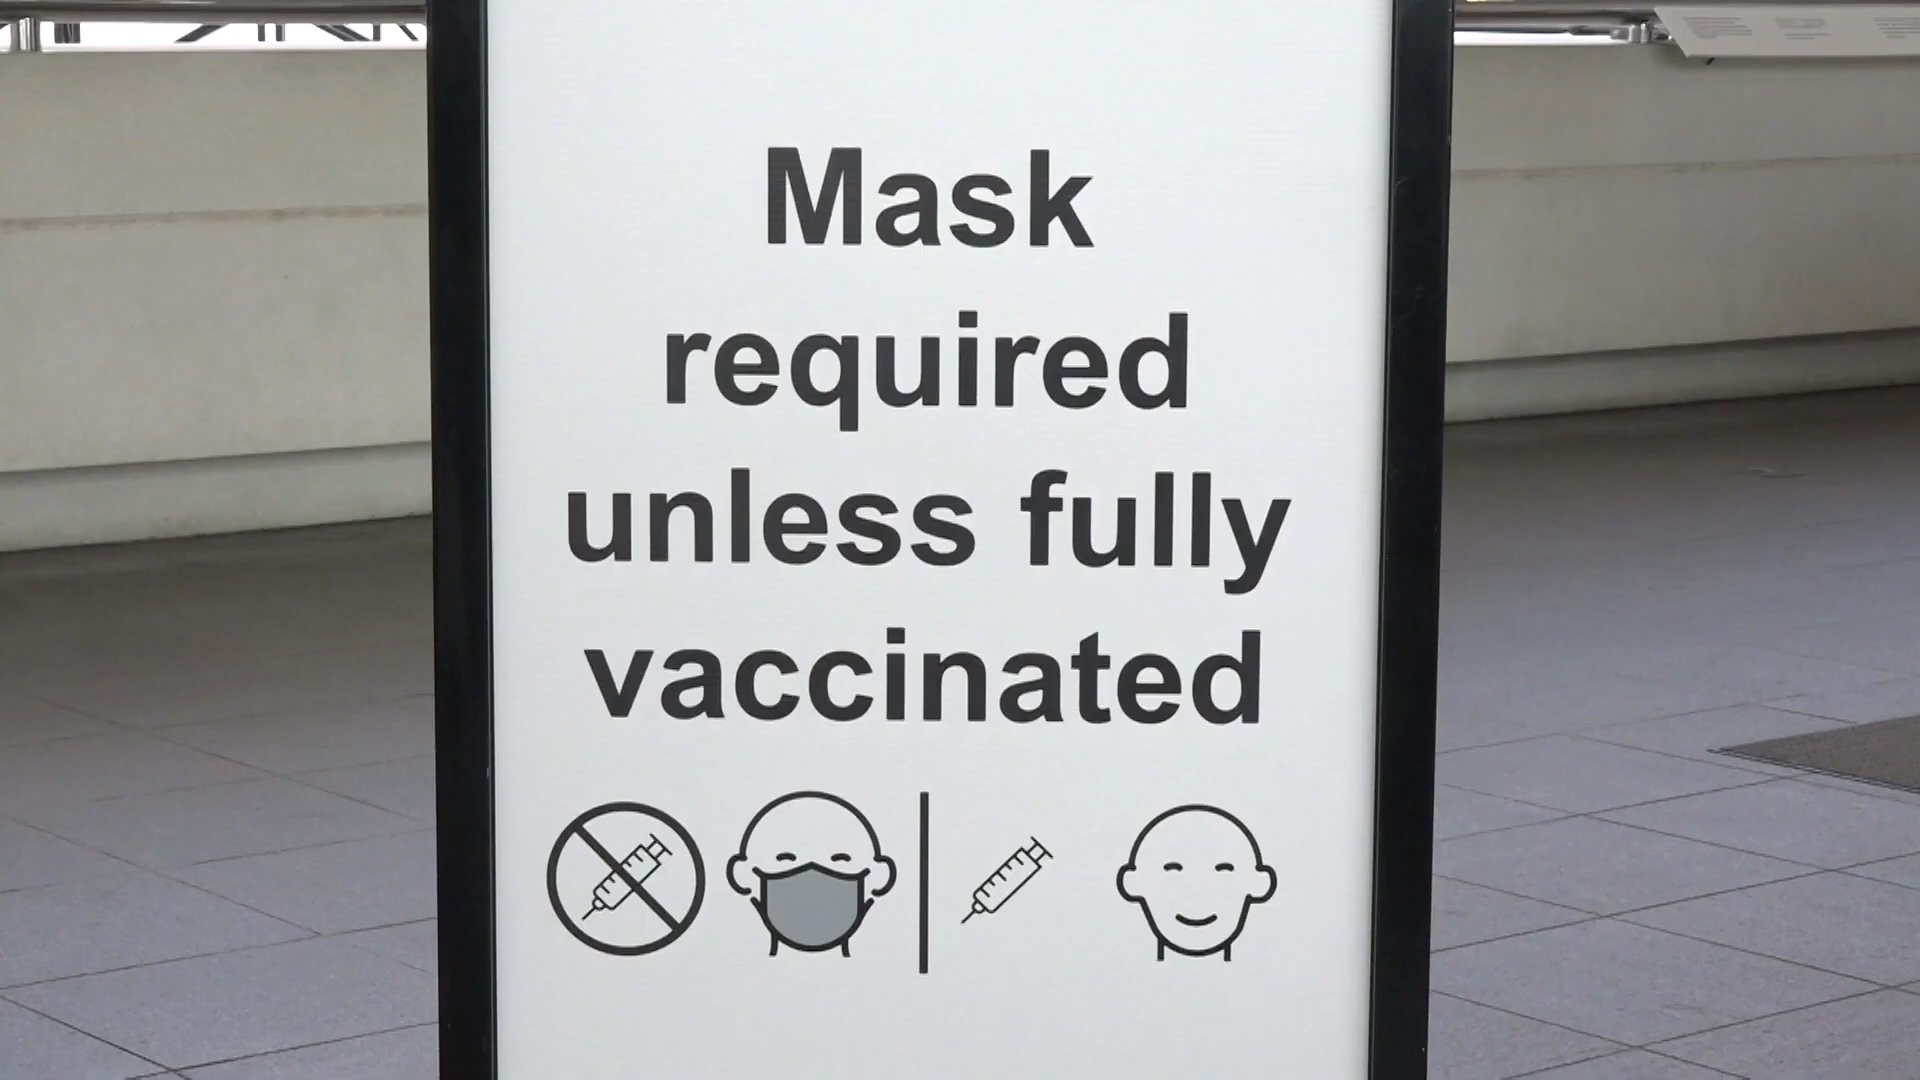 Mask
required
unless fully
vaccinated